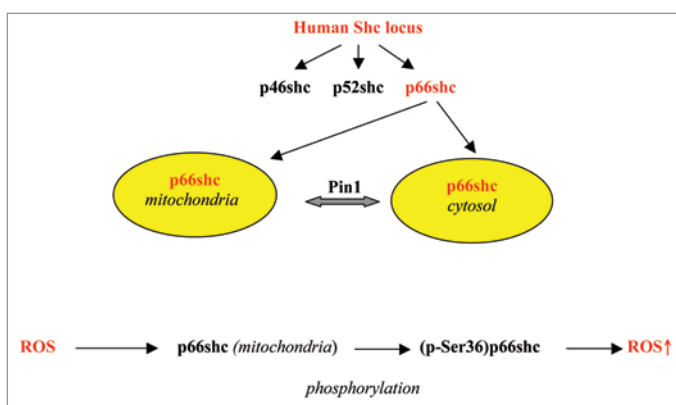 Human Shc locus
p46shc p52shc p66shc
p66shc
mitochondria
Pin1
p66shc
cytosol
ROS p66shc (mitochondria) (p-Ser36)p66shc ROS↑
phosphorylation